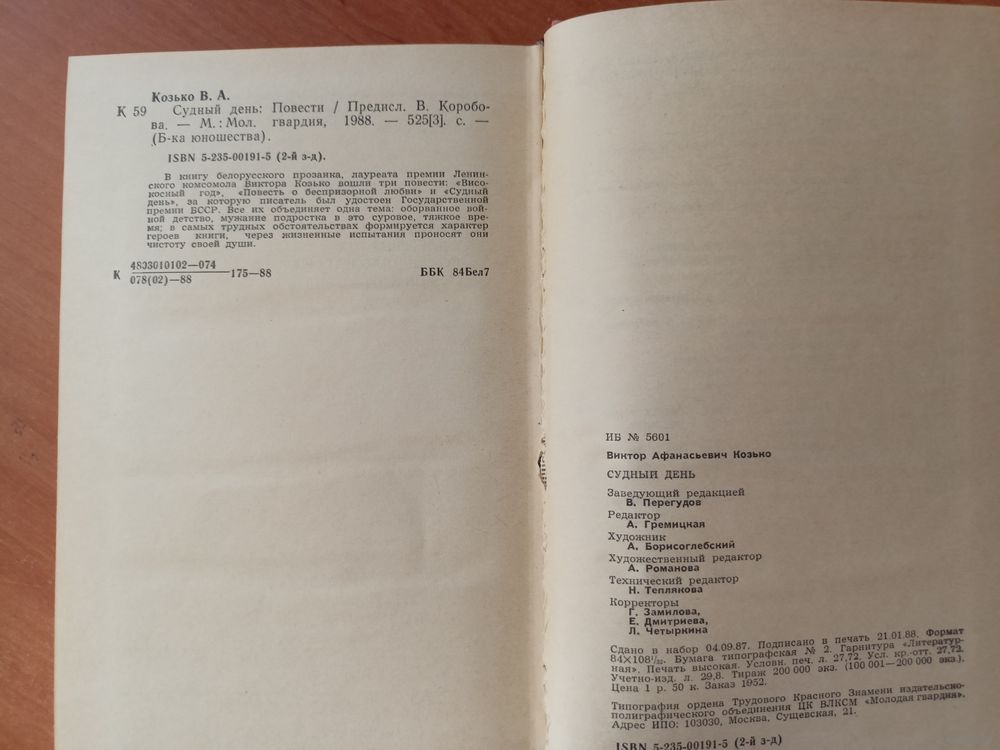 Козько В. А.
К 59 Судный день: Повести / Предисл. В. Коробо-
ва. — М.: Мол. гвардия, 1988. — 525[3]. с. —
(Б-ка юношества).
ISBN 5-235-00191-5 (2-й з-д).
В книгу белорусского прозаика, лауреата премии Ленин-
ского комсомола Виктора Козько вошли три повести: «Висо-
косный год», «Повесть о беспризорной любви» и «Судный
день», за которую писатель был удостоен Государственной
премии БССР. Все их объединяет одна тема: оборванное вой-
ной детство, мужание подростка в это суровое, тяжкое вре-
мя; в самых трудных обстоятельствах формируется характер
героев книги, через жизненные испытания проносят они
чистоту своей души.
К 4803010102—074
078(02)—88
175—88
ББК 84Бел7
ИБ № 5601
Виктор Афанасьевич Козько
СУДНЫЙ ДЕНЬ
Заведующий редакцией
В. Перегудов
Редактор
А. Гремицкая
Художник
А. Борисоглебский
Художественный редактор
А. Романова
Технический редактор
Н. Теплякова
Корректоры
Г. Замилова,
Е. Дмитриева,
Л. Четыркина
Сдано в набор 04.09.87. Подписано в печать 21.01.88. Формат
84×108¹/₃₂. Бумага типографская № 2. Гарнитура «Литератур-
ная». Печать высокая. Условн. печ. л. 27,72. Усл. кр.-отт. 27,72.
Учетно-изд. л. 29,8. Тираж 200 000 экз. (100 001—200 000 экз.).
Цена 1 р. 50 к. Заказ 1952.
Типография ордена Трудового Красного Знамени издательско-
полиграфического объединения ЦК ВЛКСМ «Молодая гвардия».
Адрес ИПО: 103030, Москва, Сущевская, 21.
ISBN 5-235-00191-5 (2-й з-д)